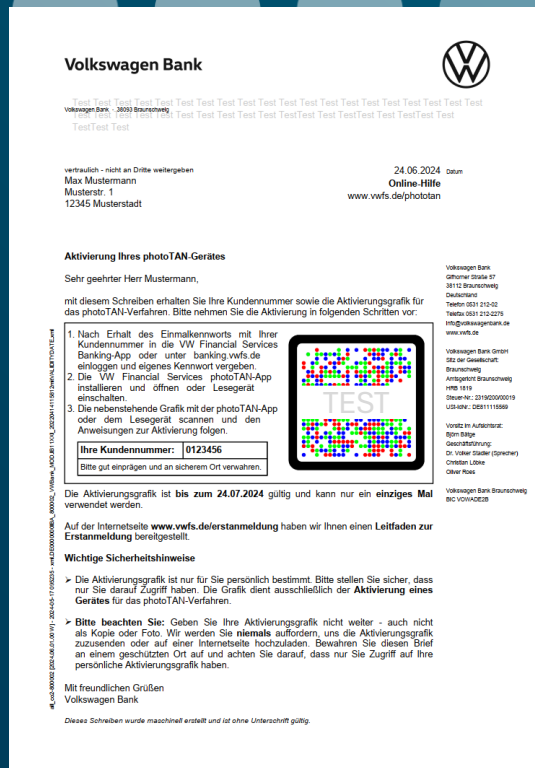 Volkswagen Bank
Test Test Test Test Test Test Test Test Test Test Test Test Test Test Test Test
Volkswagen Bank · 38093 Braunschweig
Test Test Test Test Test Test Test Test TestTest Test TestTest Test
TestTest Test
vertraulich - nicht an Dritte weitergeben
Max Mustermann
Musterstr. 1
12345 Musterstadt
24.06.2024 Datum
Online-Hilfe
www.vwfs.de/phototan
Aktivierung Ihres photoTAN-Gerätes
Sehr geehrter Herr Mustermann,
mit diesem Schreiben erhalten Sie Ihre Kundennummer sowie die Aktivierungsgrafik für
das photoTAN-Verfahren. Bitte nehmen Sie die Aktivierung in folgenden Schritten vor:
1. Nach Erhalt des Einmalkennworts mit Ihrer
Kundennummer in die VW Financial Services
Banking-App oder unter banking.vwfs.de
einloggen und eigenes Kennwort vergeben.
2. Die VW Financial Services photoTAN-App
installieren und öffnen oder Lesegerät
einschalten.
3. Die nebenstehende Grafik mit der photoTAN-App
oder dem Lesegerät scannen und den
Anweisungen zur Aktivierung folgen.
TEST
Ihre Kundennummer: 0123456
Bitte gut einprägen und an sicherem Ort verwahren.
Die Aktivierungsgrafik ist bis zum 24.07.2024 gültig und kann nur ein einziges Mal
verwendet werden.
Auf der Internetseite www.vwfs.de/erstanmeldung haben wir Ihnen einen Leitfaden zur
Erstanmeldung bereitgestellt.
Wichtige Sicherheitshinweise
➢ Die Aktivierungsgrafik ist nur für Sie persönlich bestimmt. Bitte stellen Sie sicher, dass
nur Sie darauf Zugriff haben. Die Grafik dient ausschließlich der Aktivierung eines
Gerätes für das photoTAN-Verfahren.
➢ Bitte beachten Sie: Geben Sie Ihre Aktivierungsgrafik nicht weiter - auch nicht
als Kopie oder Foto. Wir werden Sie niemals auffordern, uns die Aktivierungsgrafik
zuzusenden oder auf einer Internetseite hochzuladen. Bewahren Sie diesen Brief
an einem geschützten Ort auf und achten Sie darauf, dass nur Sie Zugriff auf Ihre
persönliche Aktivierungsgrafik haben.
Mit freundlichen Grüßen
Volkswagen Bank
Dieses Schreiben wurde maschinell erstellt und ist ohne Unterschrift gültig.
Volkswagen Bank
Gifhorner Straße 57
38112 Braunschweig
Deutschland
Telefon 0531 212-02
Telefax 0531 212-2275
info@volkswagenbank.de
www.vwfs.de
Volkswagen Bank GmbH
Sitz der Gesellschaft:
Braunschweig
Amtsgericht Braunschweig
HRB 1819
Steuer-Nr.: 2319/200/00019
USt-IdNr.: DE811115569
Vorsitz im Aufsichtsrat:
Björn Bätge
Geschäftsführung:
Dr. Volker Stadler (Sprecher)
Christian Löbke
Oliver Roes
Volkswagen Bank Braunschweig
BIC VOWADE2B